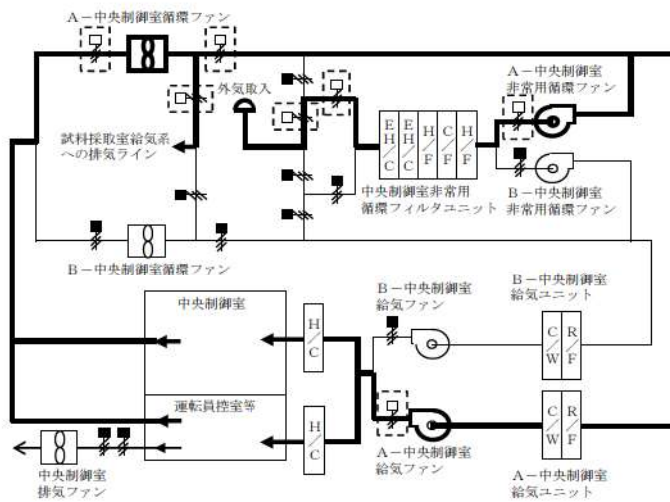 A－中央制御室循環ファン
外気取入
A－中央制御室
非常用循環ファン
試料採取室給気系
への排気ライン
E
H
／
C
E
H
／
C
H
／
F
C
／
F
H
／
F
中央制御室非常用
循環フィルタユニット
B－中央制御室
非常用循環ファン
B－中央制御室循環ファン
中央制御室
H
／
C
B－中央制御室
給気ファン
B－中央制御室
給気ユニット
C
／
W
R
／
F
運転員控室等
H
／
C
C
／
W
R
／
F
中央制御室
排気ファン
A－中央制御室
給気ファン
A－中央制御室
給気ユニット